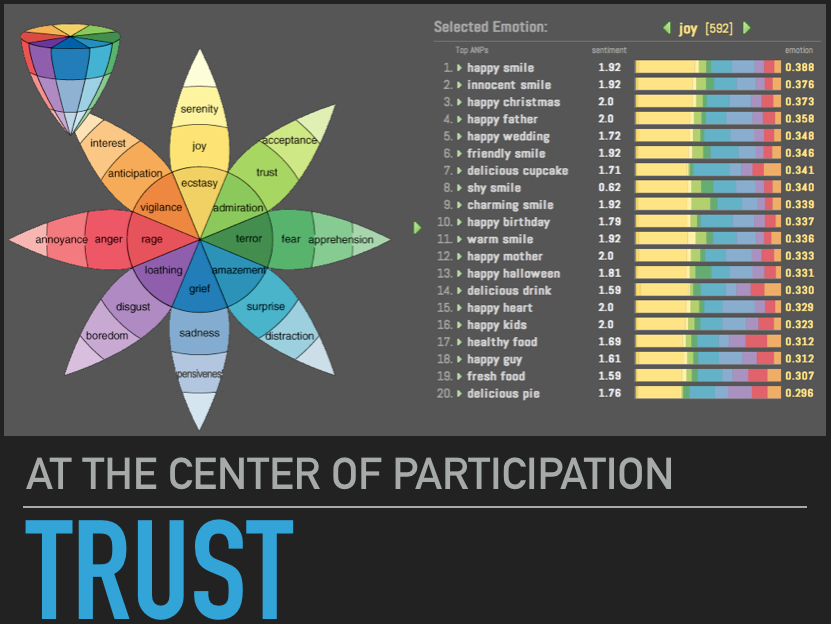 Selected Emotion: joy [592]
Top ANPs sentiment emotion
1. happy smile 1.92 0.388
2. innocent smile 1.92 0.376
3. happy christmas 2.0 0.373
4. happy father 2.0 0.358
5. happy wedding 1.72 0.348
6. friendly smile 1.92 0.346
7. delicious cupcake 1.71 0.341
8. shy smile 0.62 0.340
9. charming smile 1.92 0.339
10. happy birthday 1.79 0.337
11. warm smile 1.92 0.336
12. happy mother 2.0 0.333
13. happy halloween 1.81 0.331
14. delicious drink 1.59 0.330
15. happy heart 2.0 0.329
16. happy kids 2.0 0.323
17. healthy food 1.69 0.312
18. happy guy 1.61 0.312
19. fresh food 1.59 0.307
20. delicious pie 1.76 0.296
serenity
interest
acceptance
joy
anticipation
trust
ecstasy
vigilance
admiration
annoyance anger rage terror fear apprehension
loathing
amazement
grief
disgust
surprise
boredom
sadness
distraction
pensiveness
AT THE CENTER OF PARTICIPATION
TRUST